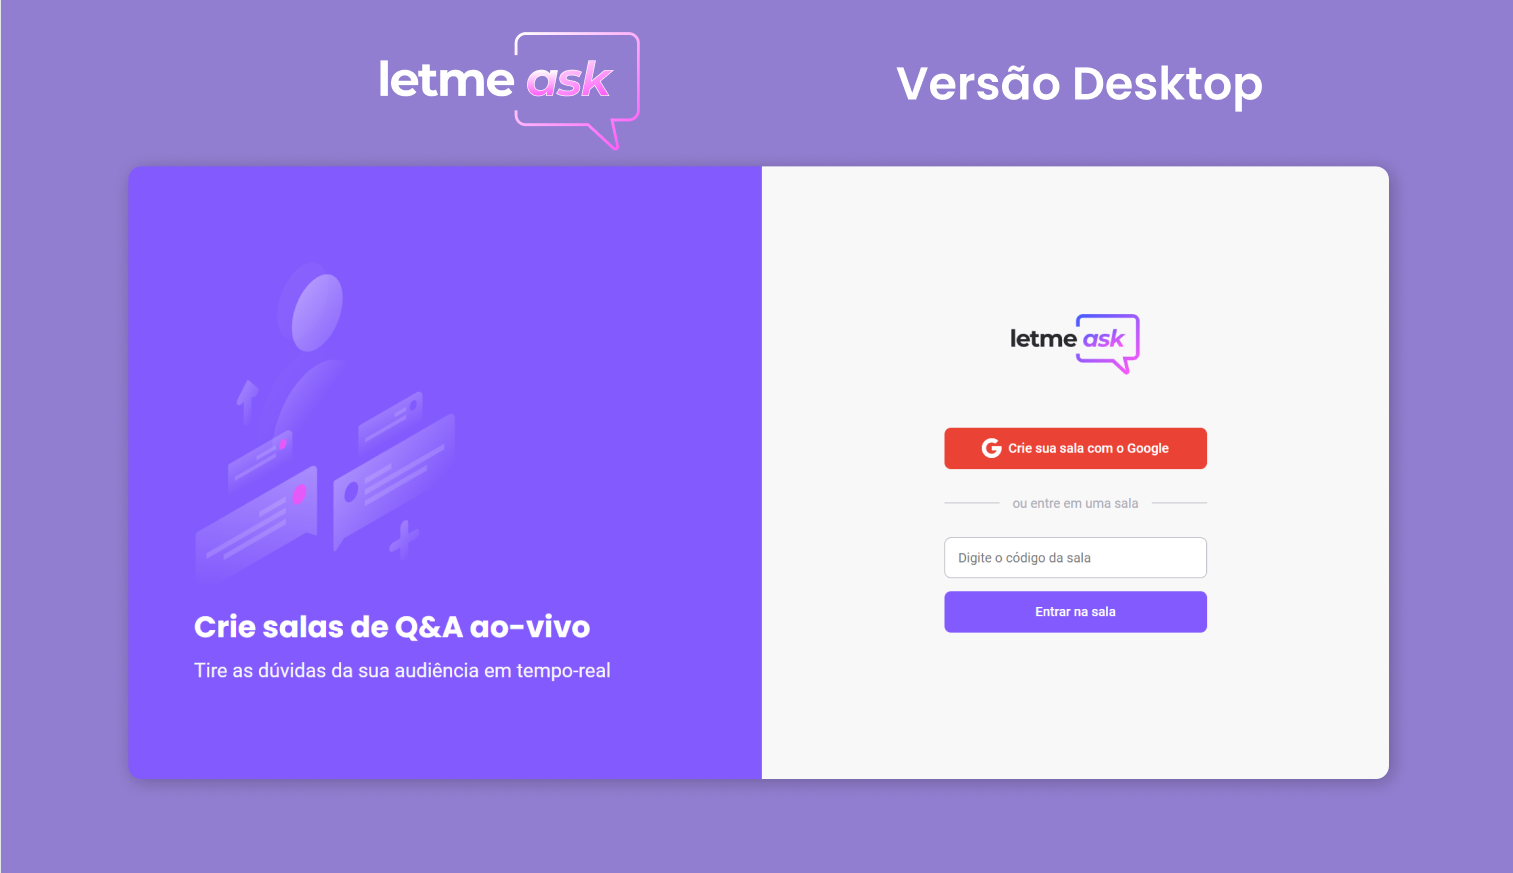 letme ask
Versão Desktop
Crie salas de Q&A ao-vivo
Tire as dúvidas da sua audiência em tempo-real
letme ask
G Crie sua sala com o Google
ou entre em uma sala
Digite o código da sala
Entrar na sala